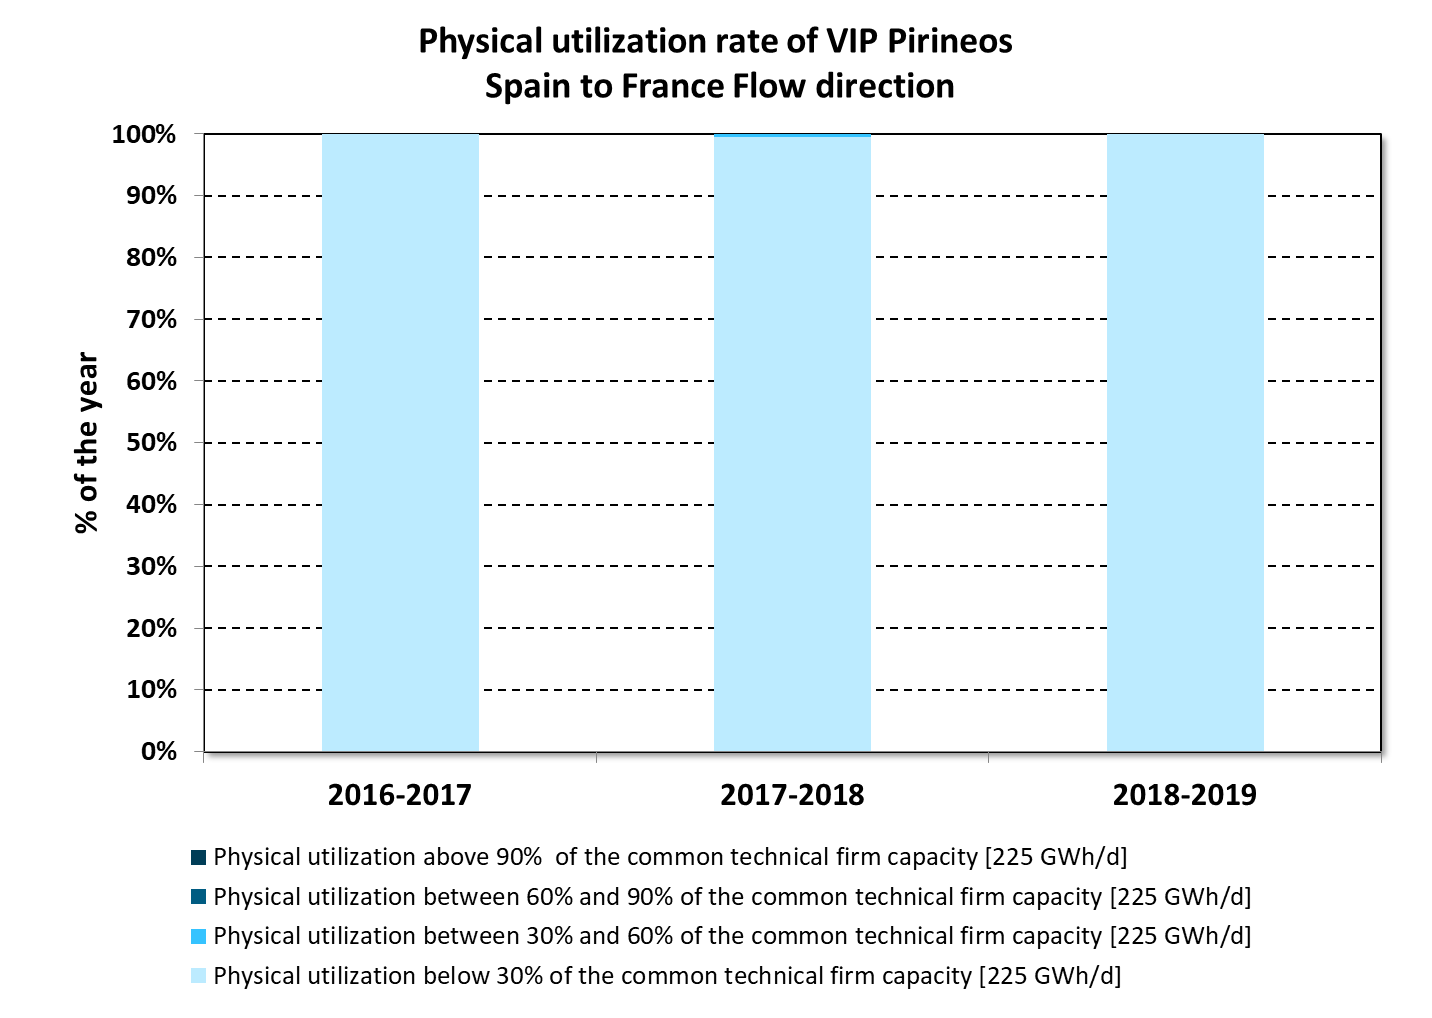 Physical utilization rate of VIP Pirineos
Spain to France Flow direction
100%
90%
80%
70%
60%
50%
40%
30%
20%
10%
0%
% of the year
2016-2017 2017-2018 2018-2019
Physical utilization above 90%  of the common technical firm capacity [225 GWh/d]
Physical utilization between 60% and 90% of the common technical firm capacity [225 GWh/d]
Physical utilization between 30% and 60% of the common technical firm capacity [225 GWh/d]
Physical utilization below 30% of the common technical firm capacity [225 GWh/d]